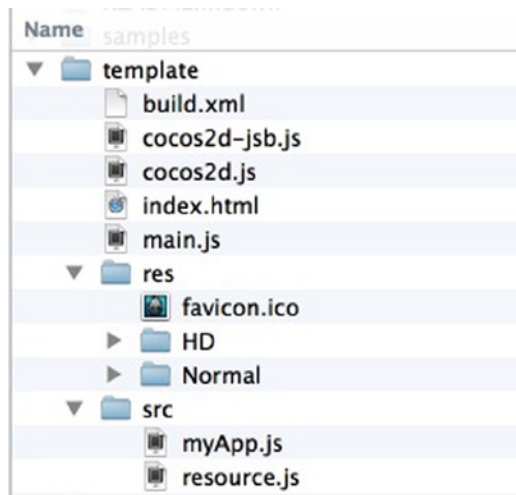 Name
samples
template
build.xml
cocos2d-jsb.js
cocos2d.js
index.html
main.js
res
favicon.ico
HD
Normal
src
myApp.js
resource.js